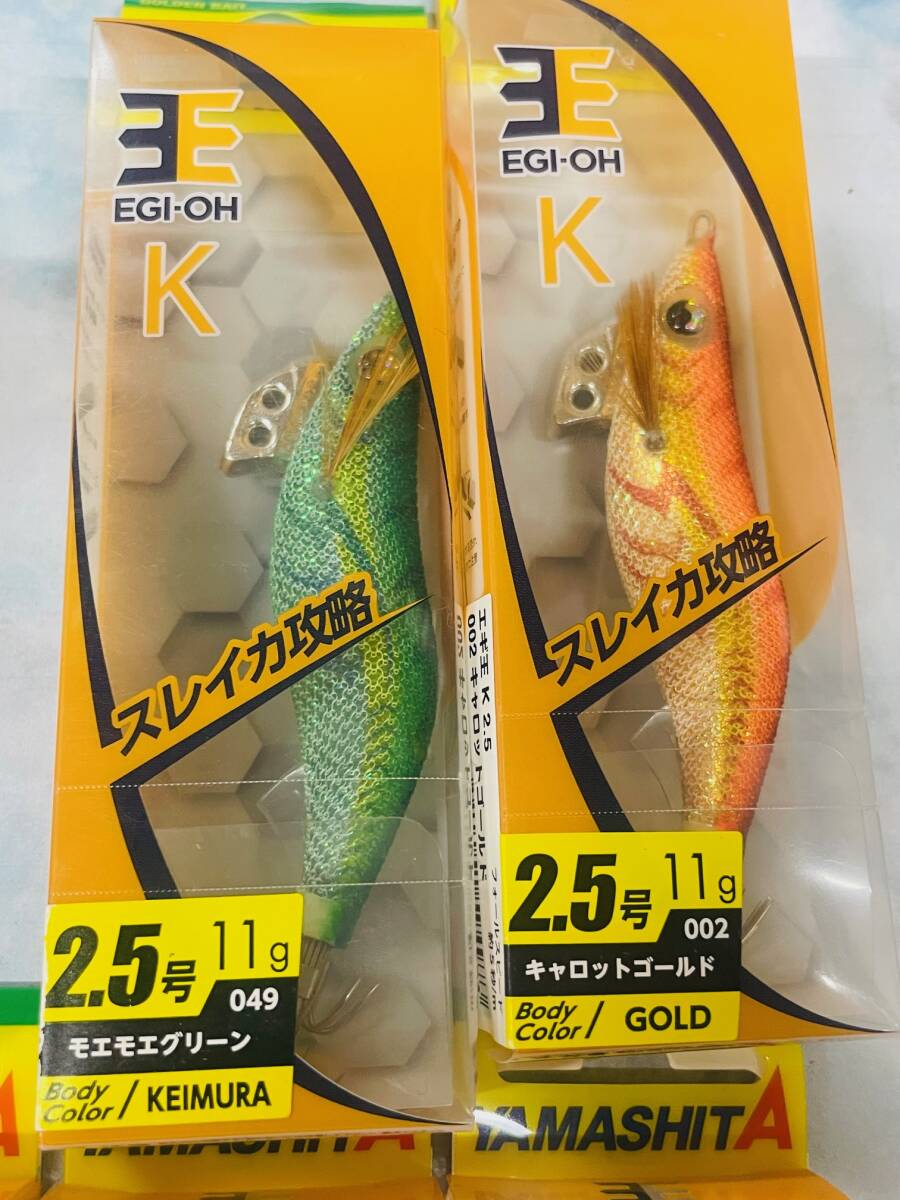 GOLDEN BAIT
EGI-OH
K
スレイカ攻略
2.5号 11g
049
モエモエグリーン
Body Color / KEIMURA
エギ王 K 2.5
002 キャロットゴールド
EGI-OH
K
スレイカ攻略
2.5号 11g
002
キャロットゴールド
Body Color / GOLD
YAMASHITA
YAMASHITA